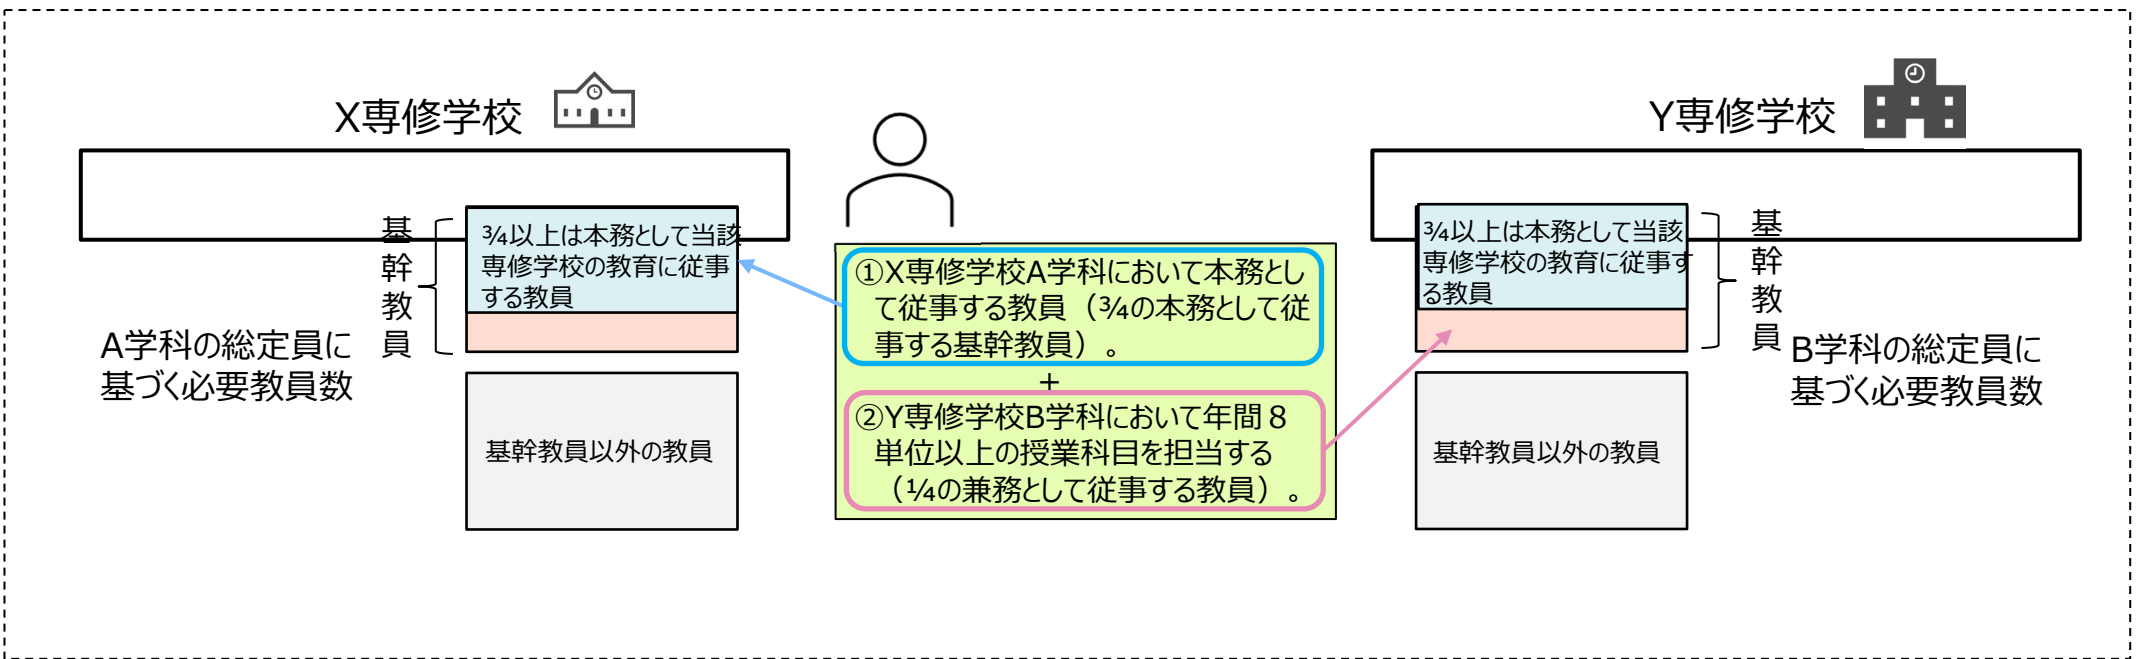 X専修学校
基幹教員
3⁄4以上は本務として当該
専修学校の教育に従事
する教員
A学科の総定員に
基づく必要教員数
基幹教員以外の教員
①X専修学校A学科において本務とし
て従事する教員（¾の本務として従
事する基幹教員）。
+
②Y専修学校B学科において年間８
単位以上の授業科目を担当する
（¼の兼務として従事する教員）。
Y専修学校
¾以上は本務として当該
専修学校の教育に従事す
る教員
基幹教員
B学科の総定員に
基づく必要教員数
基幹教員以外の教員